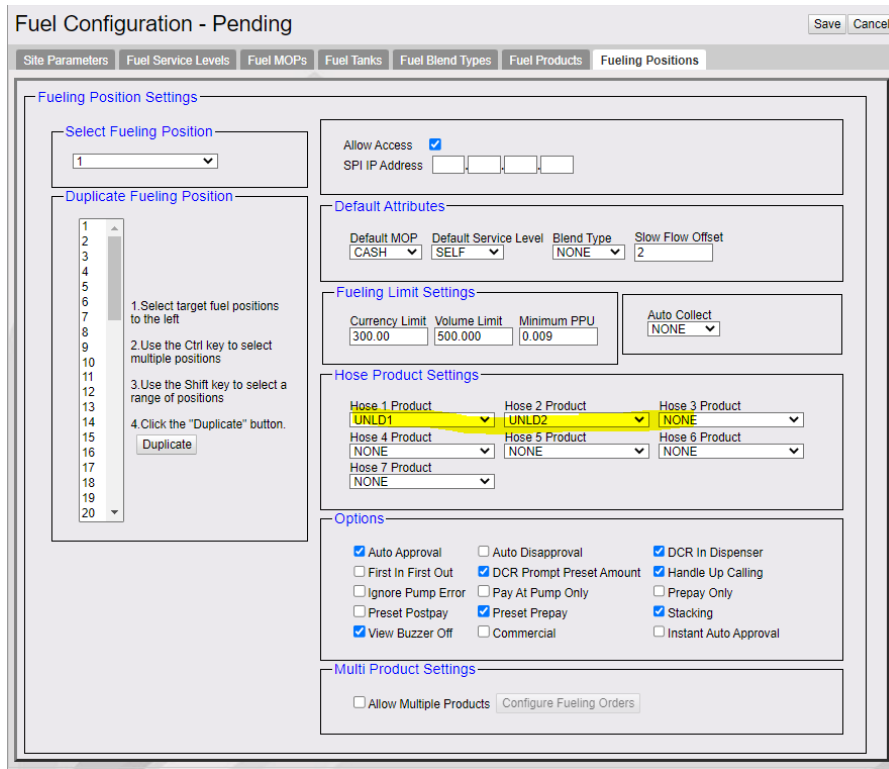 Fuel Configuration - Pending
Save Cancel
Site Parameters Fuel Service Levels Fuel MOPs Fuel Tanks Fuel Blend Types Fuel Products Fueling Positions
Fueling Position Settings
Select Fueling Position
1
Duplicate Fueling Position
1
2
3
4
5
6
7
8
9
10
11
12
13
14
15
16
17
18
19
20
1.Select target fuel positions
to the left
2.Use the Ctrl key to select
multiple positions
3.Use the Shift key to select a
range of positions
4.Click the "Duplicate" button.
Duplicate
Allow Access
SPI IP Address . . .
Default Attributes
Default MOP Default Service Level Blend Type Slow Flow Offset
CASH SELF NONE 2
Fueling Limit Settings
Currency Limit Volume Limit Minimum PPU
300.00 500.000 0.009
Auto Collect
NONE
Hose Product Settings
Hose 1 Product Hose 2 Product Hose 3 Product
UNLD1 UNLD2 NONE
Hose 4 Product Hose 5 Product Hose 6 Product
NONE NONE NONE
Hose 7 Product
NONE
Options
Auto Approval Auto Disapproval DCR In Dispenser
First In First Out DCR Prompt Preset Amount Handle Up Calling
Ignore Pump Error Pay At Pump Only Prepay Only
Preset Postpay Preset Prepay Stacking
View Buzzer Off Commercial Instant Auto Approval
Multi Product Settings
Allow Multiple Products Configure Fueling Orders